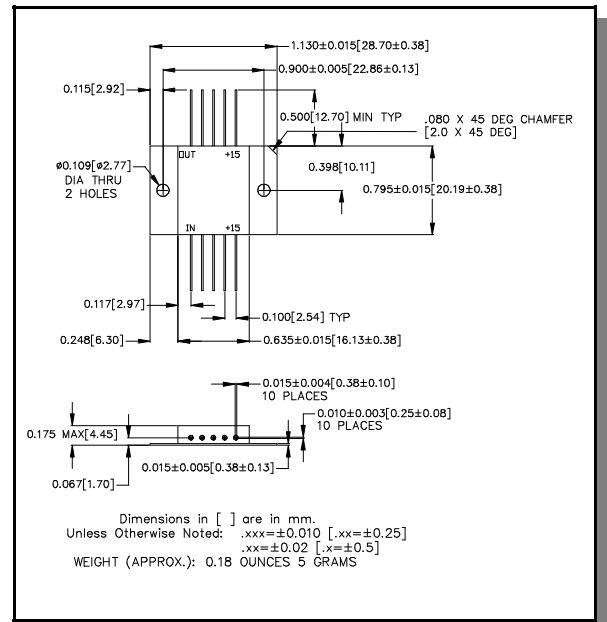 1.130±0.015[28.70±0.38]
0.900±0.005[22.86±0.13]
0.115[2.92]
0.500[12.70] MIN TYP
.080 X 45 DEG CHAMFER
[2.0 X 45 DEG]
OUT +15
ø0.109[ø2.77]
DIA THRU
2 HOLES
0.398[10.11]
0.795±0.015[20.19±0.38]
IN +15
0.117[2.97]
0.100[2.54] TYP
0.248[6.30]
0.635±0.015[16.13±0.38]
0.015±0.004[0.38±0.10]
10 PLACES
0.010±0.003[0.25±0.08]
10 PLACES
0.175 MAX[4.45]
0.015±0.005[0.38±0.13]
0.067[1.70]
Dimensions in [ ] are in mm.
Unless Otherwise Noted: .xxx=±0.010 [.xx=±0.25]
.xx=±0.02 [.x=±0.5]
WEIGHT (APPROX.): 0.18 OUNCES 5 GRAMS